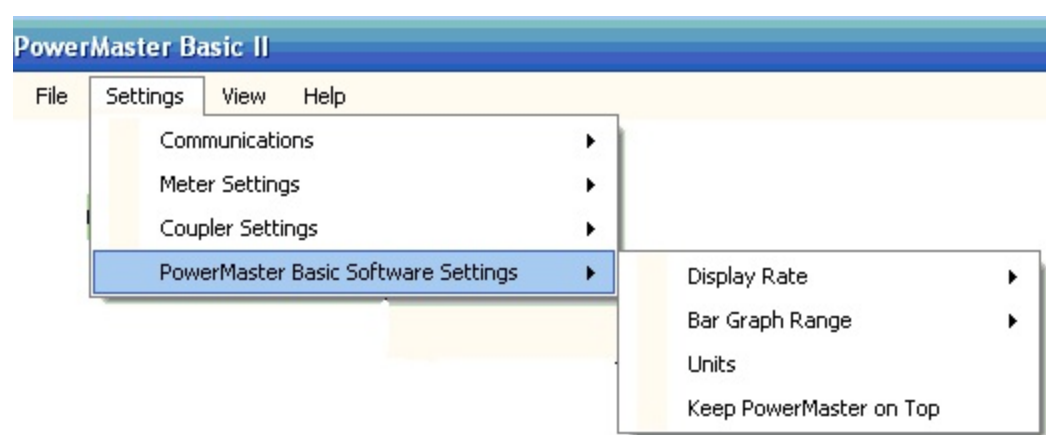 PowerMaster Basic II
File Settings View Help
Communications
Meter Settings
Coupler Settings
PowerMaster Basic Software Settings
Display Rate
Bar Graph Range
Units
Keep PowerMaster on Top